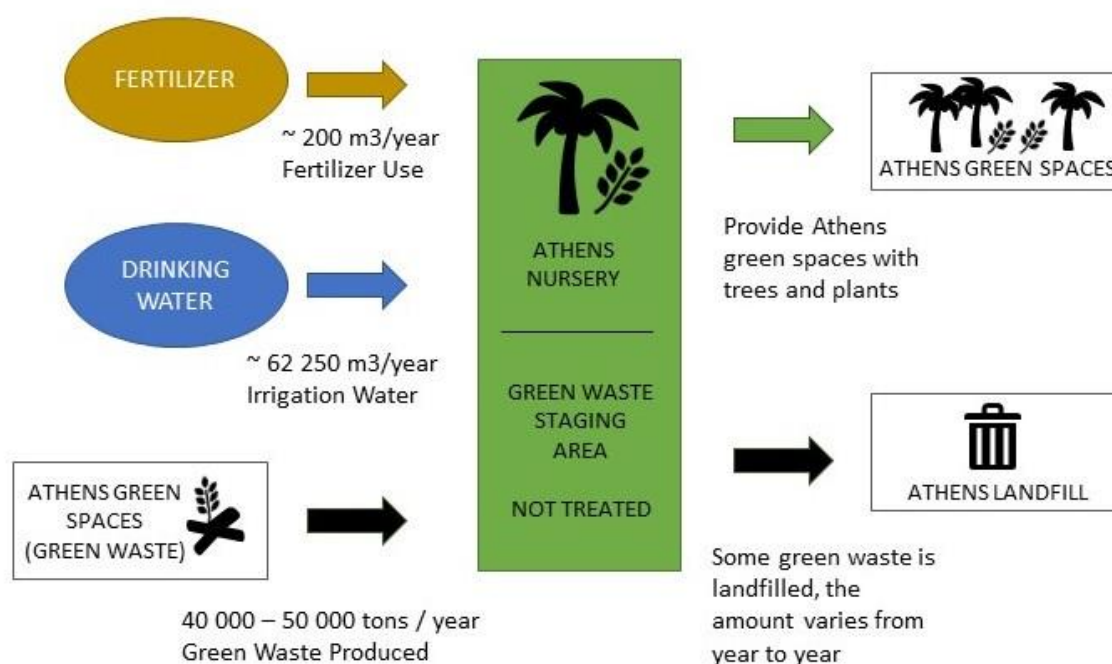 FERTILIZER
~ 200 m3/year
Fertilizer Use
DRINKING
WATER
~ 62 250 m3/year
Irrigation Water
ATHENS GREEN
SPACES
(GREEN WASTE)
40 000 – 50 000 tons / year
Green Waste Produced
ATHENS
NURSERY
GREEN WASTE
STAGING
AREA
NOT TREATED
ATHENS GREEN SPACES
Provide Athens
green spaces with
trees and plants
ATHENS LANDFILL
Some green waste is
landfilled, the
amount varies from
year to year